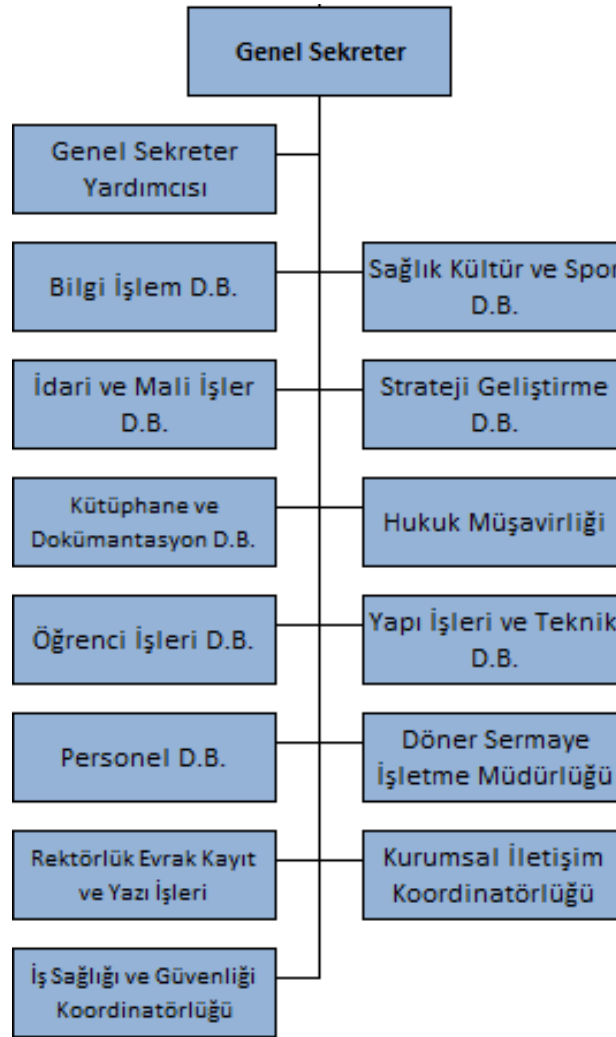 Genel Sekreter
Genel Sekreter
Yardımcısı
Bilgi İşlem D.B.
Sağlık Kültür ve Spor
D.B.
İdari ve Mali İşler
D.B.
Strateji Geliştirme
D.B.
Kütüphane ve
Dokümantasyon D.B.
Hukuk Müşavirliği
Öğrenci İşleri D.B.
Yapı İşleri ve Teknik
D.B.
Personel D.B.
Döner Sermaye
İşletme Müdürlüğü
Rektörlük Evrak Kayıt
ve Yazı İşleri
Kurumsal İletişim
Koordinatörlüğü
İş Sağlığı ve Güvenliği
Koordinatörlüğü